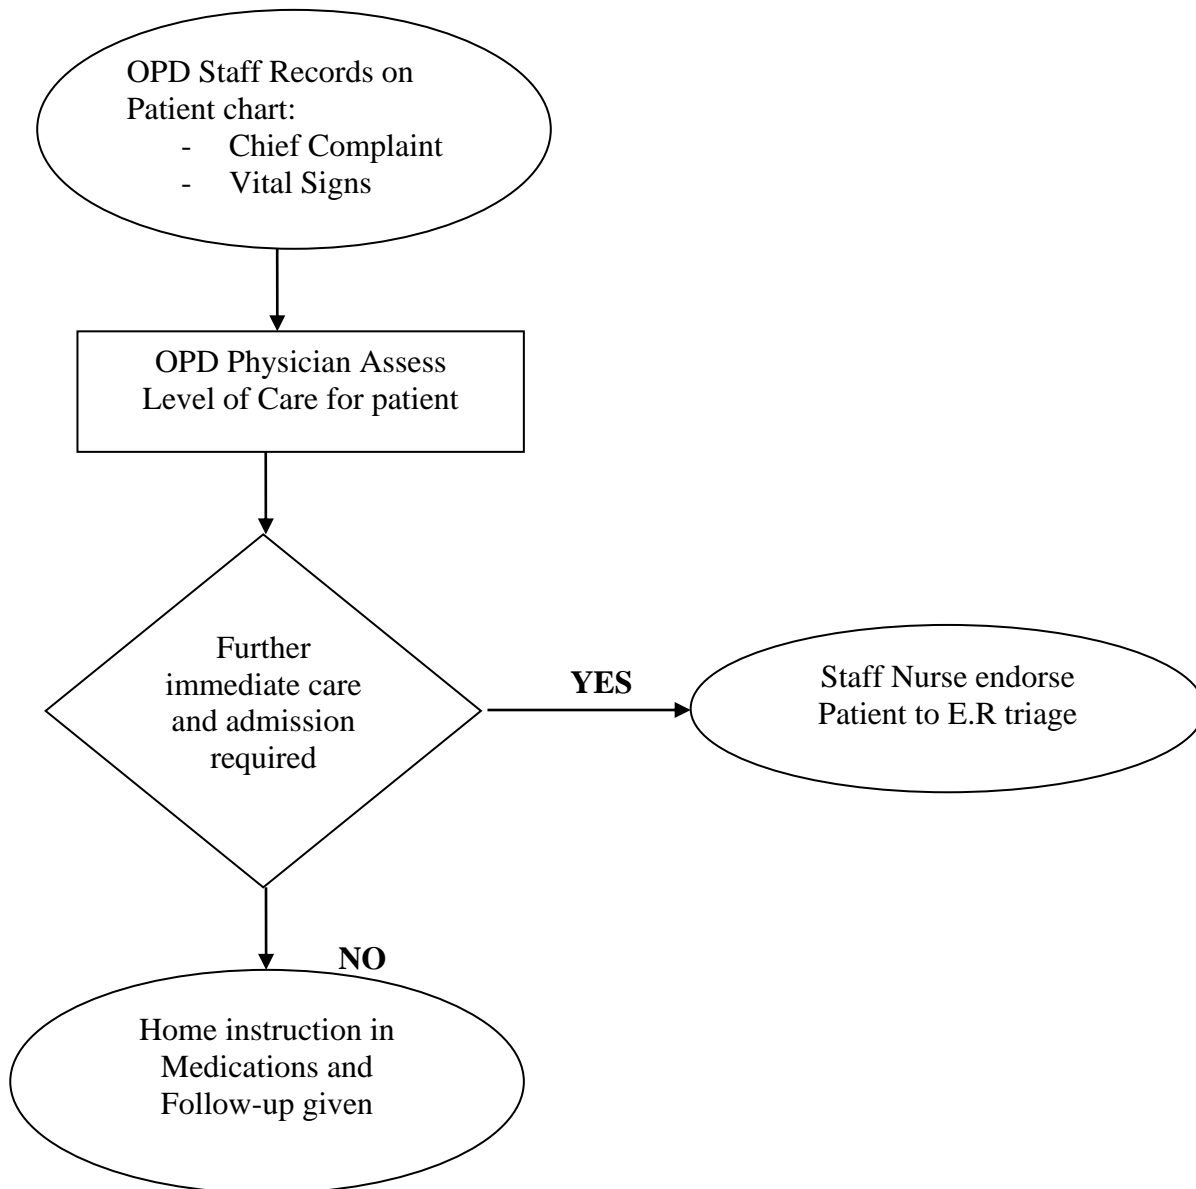 OPD Staff Records on
Patient chart:
- Chief Complaint
- Vital Signs
OPD Physician Assess
Level of Care for patient
Further
immediate care
and admission
required
YES
Staff Nurse endorse
Patient to E.R triage
NO
Home instruction in
Medications and
Follow-up given